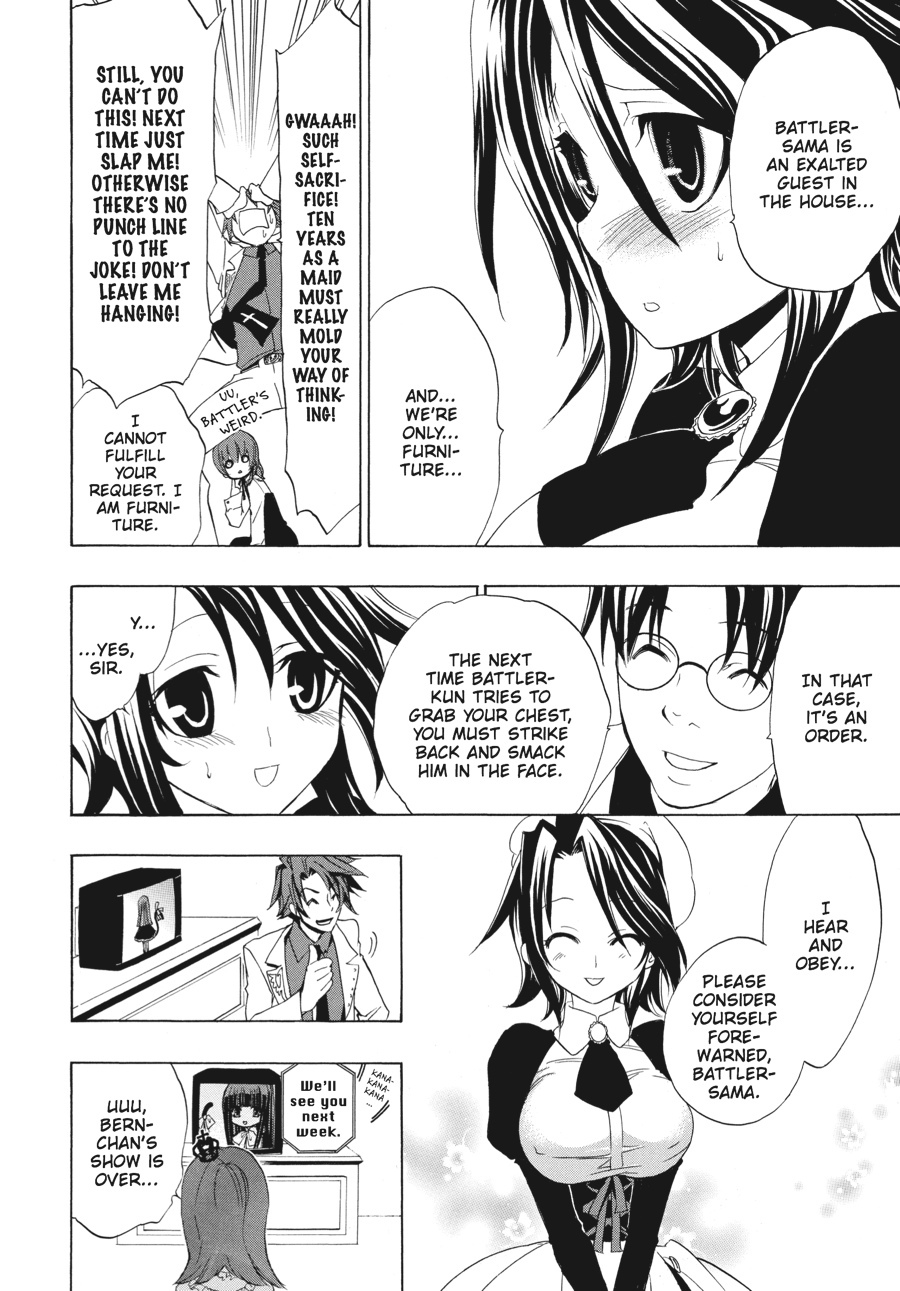 BATTLER-
SAMA IS
AN EXALTED
GUEST IN
THE HOUSE...
AND...
WE'RE
ONLY...
FURNI-
TURE...
GWAAAH!
SUCH
SELF-
SACRI-
FICE!
TEN
YEARS
AS A
MAID
MUST
REALLY
MOLD
YOUR
WAY OF
THINK-
ING!
STILL, YOU
CAN'T DO
THIS! NEXT
TIME JUST
SLAP ME!
OTHERWISE
THERE'S NO
PUNCH LINE
TO THE
JOKE! DON'T
LEAVE ME
HANGING!
UU,
BATTLER'S
WEIRD.
I
CANNOT
FULFILL
YOUR
REQUEST. I
AM FURNI-
TURE.
IN THAT
CASE,
IT'S AN
ORDER.
THE NEXT
TIME BATTLER-
KUN TRIES TO
GRAB YOUR CHEST,
YOU MUST STRIKE
BACK AND SMACK
HIM IN THE FACE.
Y...
...YES,
SIR.
I
HEAR
AND
OBEY...
PLEASE
CONSIDER
YOURSELF
FORE-
WARNED,
BATTLER-
SAMA.
KANA-
KANA-
KANA
...
We'll
see you
next
week.
UUU,
BERN-
CHAN'S
SHOW IS
OVER...